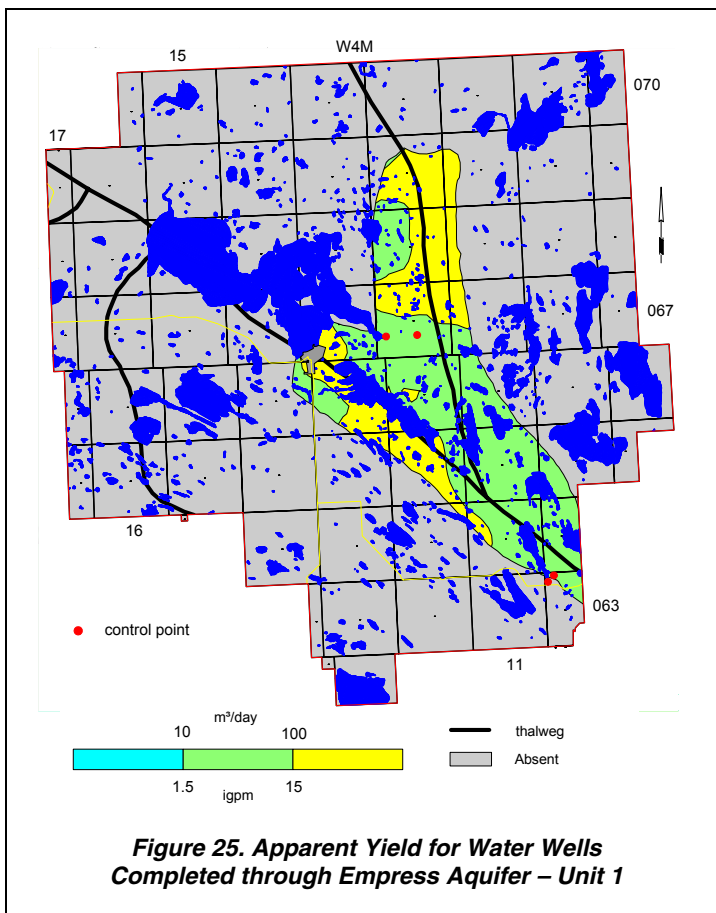 15
W4M
070
17
067
16
063
control point
11
m³/day
10
100
thalweg
Absent
1.5
15
igpm
Figure 25. Apparent Yield for Water Wells
Completed through Empress Aquifer – Unit 1